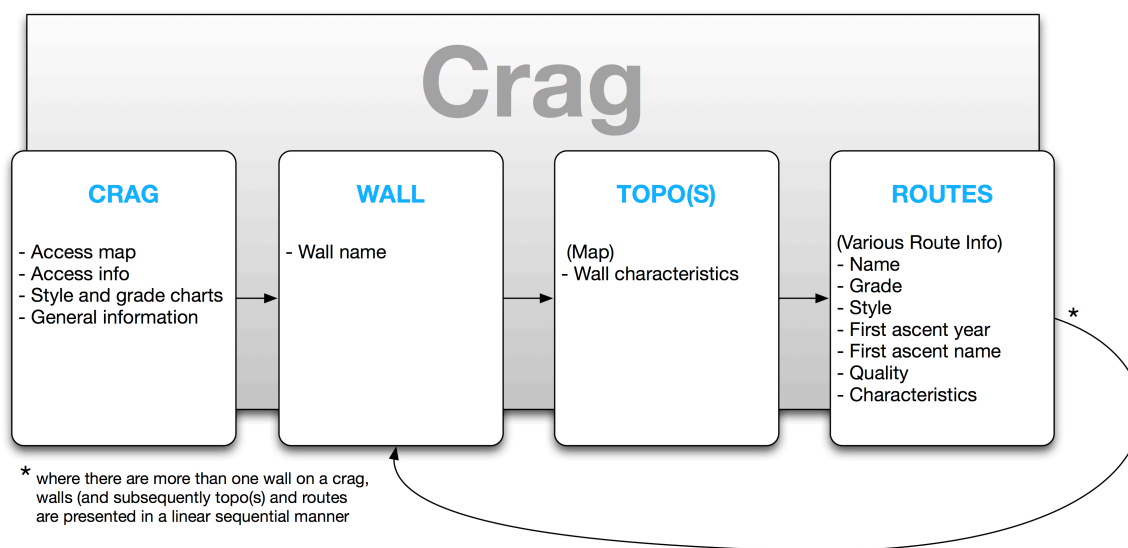 Crag
CRAG
- Access map
- Access info
- Style and grade charts
- General information
WALL
- Wall name
TOPO(S)
(Map)
- Wall characteristics
ROUTES
(Various Route Info)
- Name
- Grade
- Style
- First ascent year
- First ascent name
- Quality
- Characteristics
*
* where there are more than one wall on a crag,
walls (and subsequently topo(s) and routes
are presented in a linear sequential manner